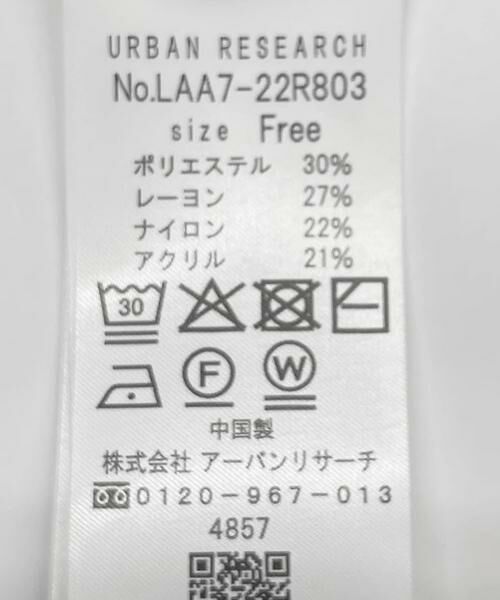 URBAN RESEARCH
No.LAA7-22R803
size Free
ポリエステル 30%
レーヨン 27%
ナイロン 22%
アクリル 21%
30
F W
中国製
株式会社 アーバンリサーチ
0120-967-013
4857